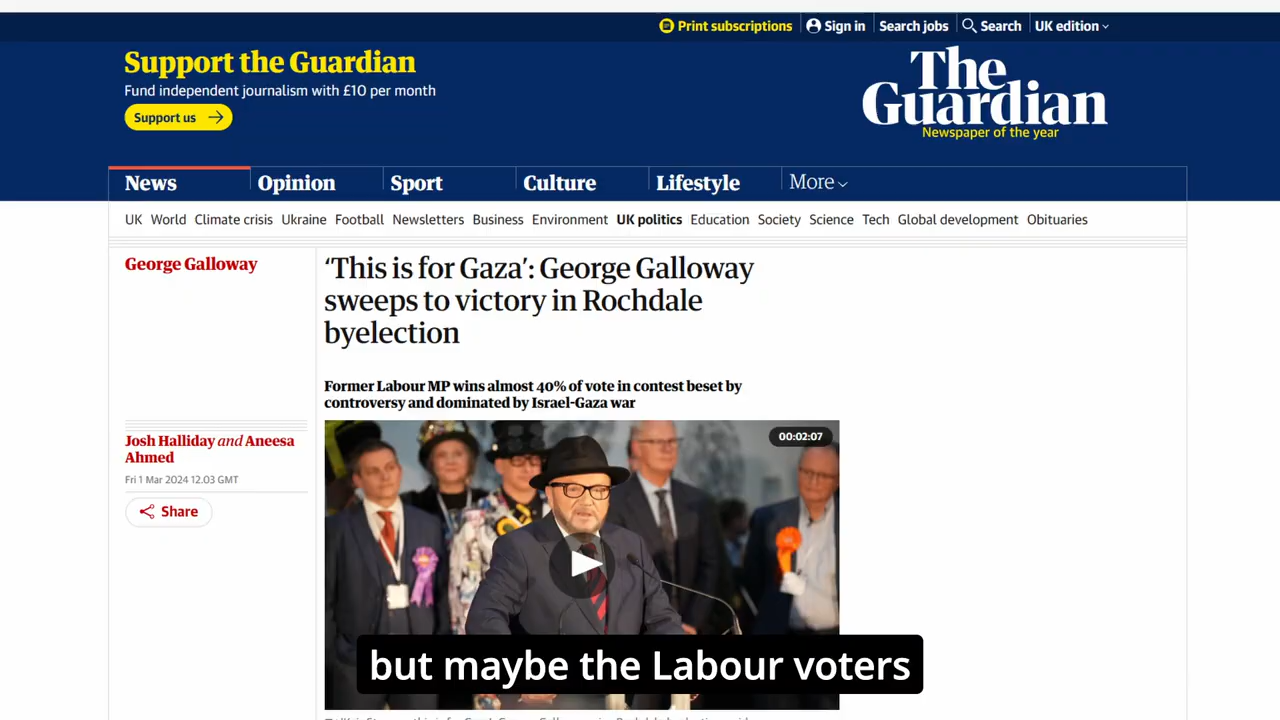 Print subscriptions Sign in Search jobs Search UK edition
Support the Guardian
Fund independent journalism with £10 per month
Support us
The Guardian
Newspaper of the year
News Opinion Sport Culture Lifestyle More
UK World Climate crisis Ukraine Football Newsletters Business Environment UK politics Education Society Science Tech Global development Obituaries
George Galloway
‘This is for Gaza’: George Galloway
sweeps to victory in Rochdale
byelection
Former Labour MP wins almost 40% of vote in contest beset by
controversy and dominated by Israel-Gaza war
Josh Halliday and Aneesa
Ahmed
Fri 1 Mar 2024 12.03 GMT
Share
00:02:07
but maybe the Labour voters